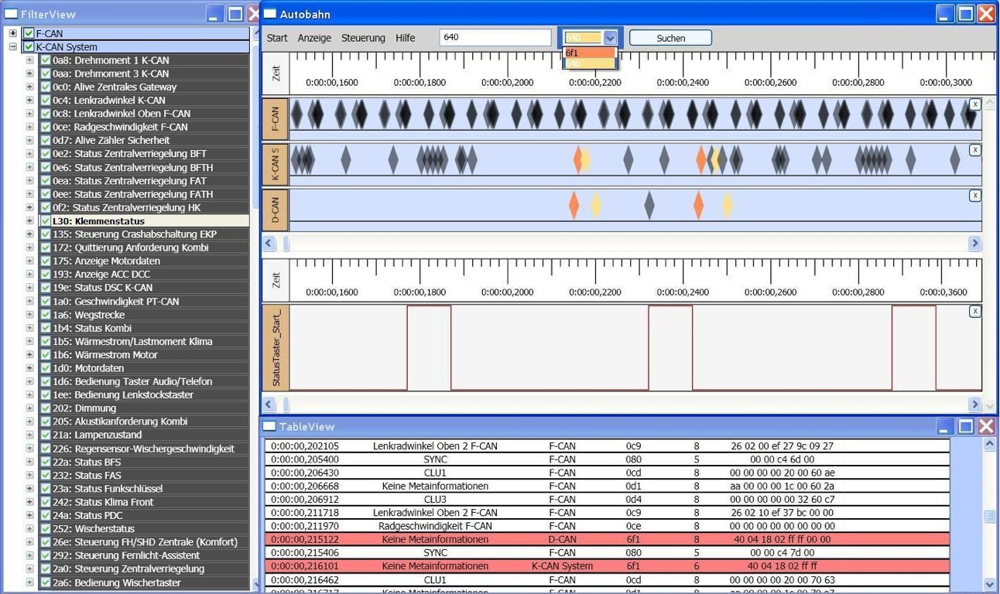 FilterView
F-CAN
K-CAN System
0a8: Drehmoment 1 K-CAN
0aa: Drehmoment 3 K-CAN
0c0: Alive Zentrales Gateway
0c4: Lenkradwinkel K-CAN
0c8: Lenkradwinkel Oben F-CAN
0ce: Radgeschwindigkeit F-CAN
0d7: Alive Zähler Sicherheit
0e2: Status Zentralverriegelung BFT
0e6: Status Zentralverriegelung BFTH
0ea: Status Zentralverriegelung FAT
0ee: Status Zentralverriegelung FATH
0f2: Status Zentralverriegelung HK
L30: Klemmenstatus
135: Steuerung Crashabschaltung EKP
172: Quittierung Anforderung Kombi
175: Anzeige Motordaten
193: Anzeige ACC DCC
19e: Status DSC K-CAN
1a0: Geschwindigkeit PT-CAN
1a6: Wegstrecke
1b4: Status Kombi
1b5: Wärmestrom/Lastmoment Klima
1b6: Wärmestrom Motor
1d0: Motordaten
1d6: Bedienung Taster Audio/Telefon
1ee: Bedienung Lenkstockstaster
202: Dimmung
205: Akustikanforderung Kombi
21a: Lampenzustand
226: Regensensor-Wischergeschwindigkeit
22a: Status BFS
232: Status FAS
23a: Status Funkschlüssel
242: Status Klima Front
24a: Status PDC
252: Wischerstatus
26e: Steuerung FH/SHD Zentrale (Komfort)
292: Steuerung Fernlicht-Assistent
2a0: Steuerung Zentralverriegelung
2a6: Bedienung Wischertaster
Autobahn
Start Anzeige Steuerung Hilfe 640 640 Suchen
6f1
640
Zeit
0:00:00,1600 0:00:00,1800 0:00:00,2000 0:00:00,2200 0:00:00,2400 0:00:00,2600 0:00:00,2800 0:00:00,3000
F-CAN x
K-CAN S x
D-CAN x
Zeit
0:00:00,1600 0:00:00,1800 0:00:00,2000 0:00:00,2200 0:00:00,2400 0:00:00,2600 0:00:00,2800 0:00:00,3600
StatusTaster_Start_ x
TableView
0:00:00,202105 Lenkradwinkel Oben 2 F-CAN F-CAN 0c9 8 26 02 00 ef 27 9c 09 27
0:00:00,205400 SYNC F-CAN 080 5 00 00 c4 6d 00
0:00:00,206430 CLU1 F-CAN 0cd 8 00 00 00 00 20 00 60 ae
0:00:00,206668 Keine Metainformationen F-CAN 0d1 8 aa 00 00 00 1c 00 60 2a
0:00:00,206912 CLU3 F-CAN 0d4 8 00 00 00 00 00 32 60 c7
0:00:00,211718 Lenkradwinkel Oben 2 F-CAN F-CAN 0c9 8 26 02 10 ef 37 bc 00 00
0:00:00,211970 Radgeschwindigkeit F-CAN F-CAN 0ce 8 00 00 00 00 00 00 00 00
0:00:00,215122 Keine Metainformationen D-CAN 6f1 8 40 04 18 02 ff ff 00 00
0:00:00,215406 SYNC F-CAN 080 5 00 00 c4 7d 00
0:00:00,216101 Keine Metainformationen K-CAN System 6f1 6 40 04 18 02 ff ff
0:00:00,216462 CLU1 F-CAN 0cd 8 00 00 00 00 20 00 70 63
0:00:00,216717 Keine Metainformationen F-CAN 0d1 8